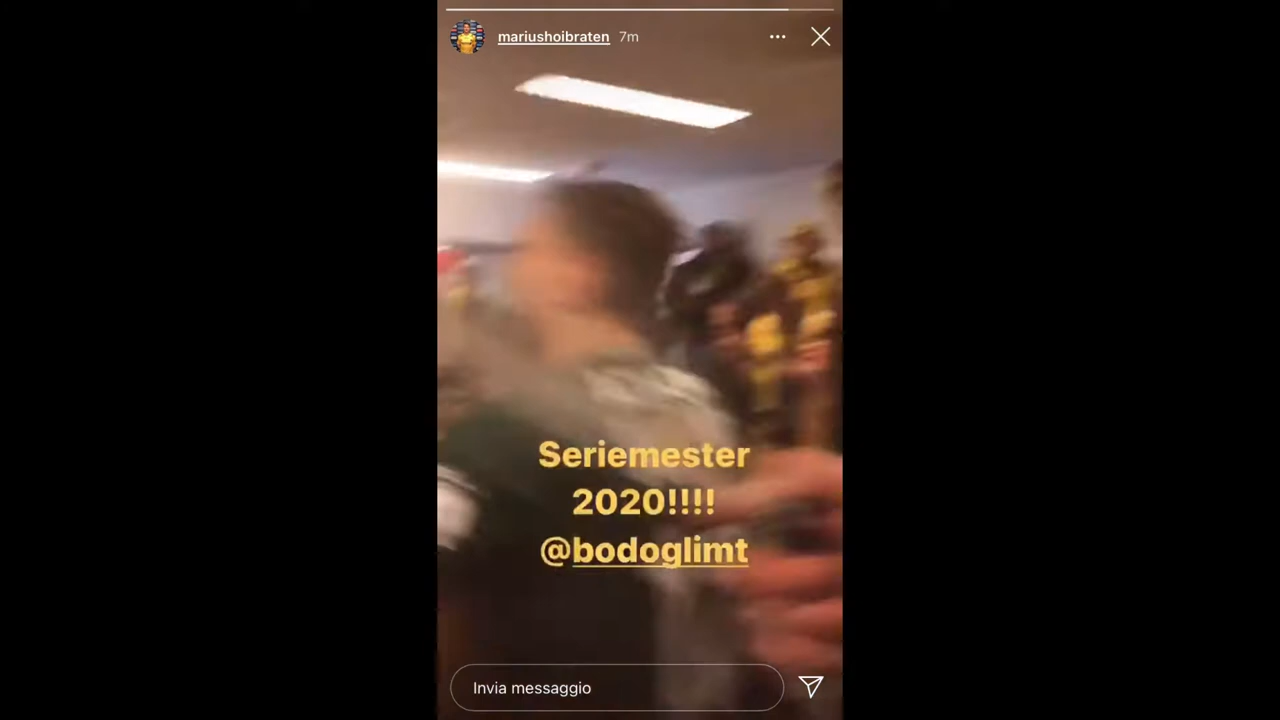 mariushoibraten 7m
Seriemester
2020!!!!
@bodoglimt
Invia messaggio